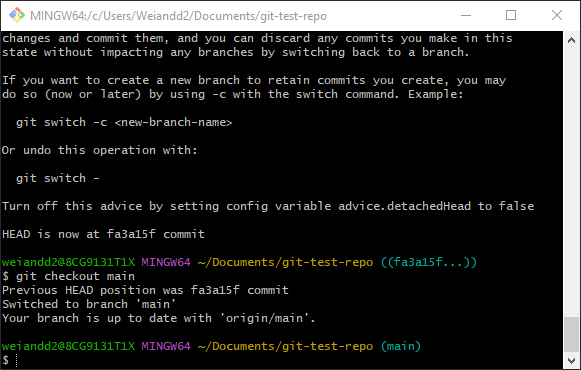 MINGW64:/c/Users/Weiandd2/Documents/git-test-repo
changes and commit them, and you can discard any commits you make in this
state without impacting any branches by switching back to a branch.
If you want to create a new branch to retain commits you create, you may
do so (now or later) by using -c with the switch command. Example:
  git switch -c <new-branch-name>
Or undo this operation with:
  git switch -
Turn off this advice by setting config variable advice.detachedHead to false
HEAD is now at fa3a15f commit
weiandd2@8CG9131T1X MINGW64 ~/Documents/git-test-repo ((fa3a15f...))
$ git checkout main
Previous HEAD position was fa3a15f commit
Switched to branch 'main'
Your branch is up to date with 'origin/main'.
weiandd2@8CG9131T1X MINGW64 ~/Documents/git-test-repo (main)
$